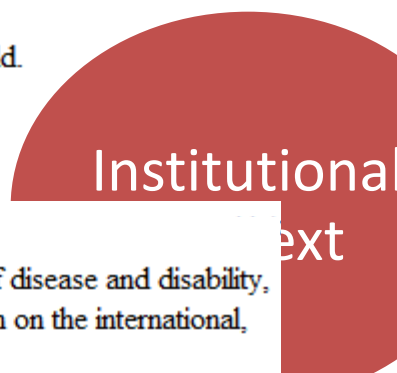 d.
Institutional
ext
f disease and disability,
n on the international,